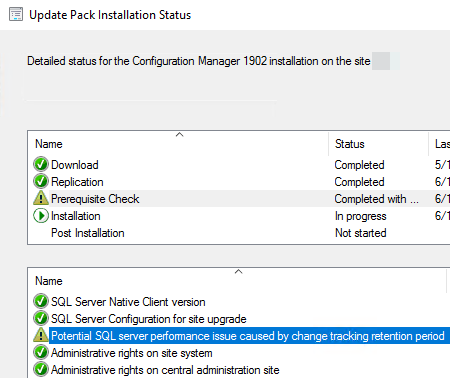 Update Pack Installation Status
Detailed status for the Configuration Manager 1902 installation on the site
Name Status Las
Download Completed 5/1
Replication Completed 6/1
Prerequisite Check Completed with ... 6/1
Installation In progress 6/1
Post Installation Not started
Name
SQL Server Native Client version
SQL Server Configuration for site upgrade
Potential SQL server performance issue caused by change tracking retention period
Administrative rights on site system
Administrative rights on central administration site